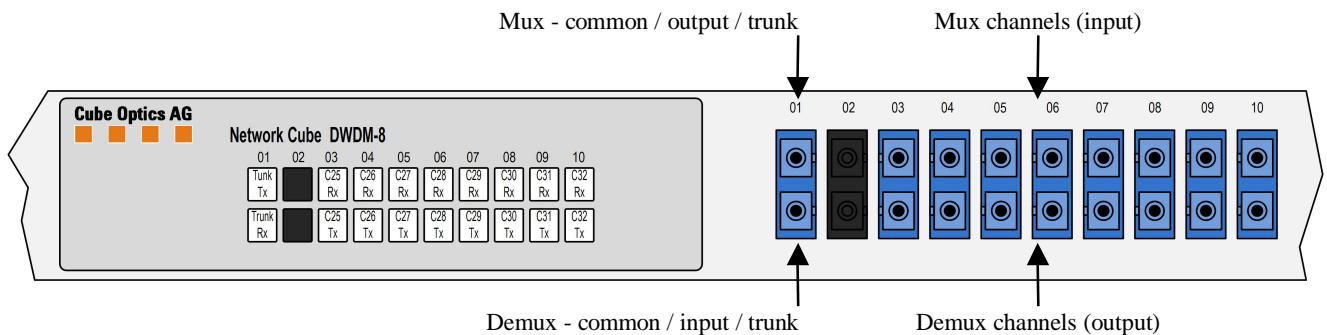 Mux - common / output / trunk Mux channels (input)
Cube Optics AG
Network Cube DWDM-8
01 02 03 04 05 06 07 08 09 10
Tunk C25 C26 C27 C28 C29 C30 C31 C32
Tx Rx Rx Rx Rx Rx Rx Rx Rx
Trunk C25 C26 C27 C28 C29 C30 C31 C32
Rx Tx Tx Tx Tx Tx Tx Tx Tx
01 02 03 04 05 06 07 08 09 10
Demux - common / input / trunk Demux channels (output)